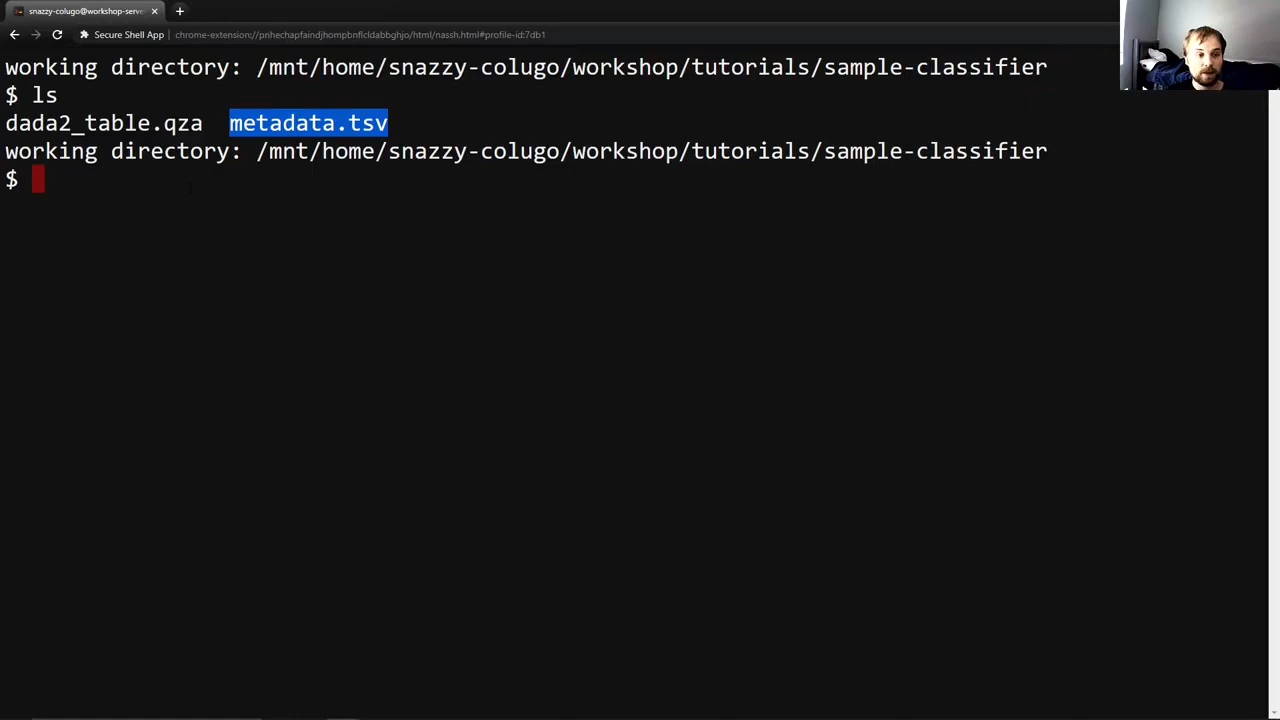 snazzy-colugo@workshop-serve
Secure Shell App
chrome-extension://pnhechapfaindjhompbnflcldabbghjo/html/nassh.html#profile-id:7db1
working directory: /mnt/home/snazzy-colugo/workshop/tutorials/sample-classifier
$ ls
dada2_table.qza metadata.tsv
working directory: /mnt/home/snazzy-colugo/workshop/tutorials/sample-classifier
$